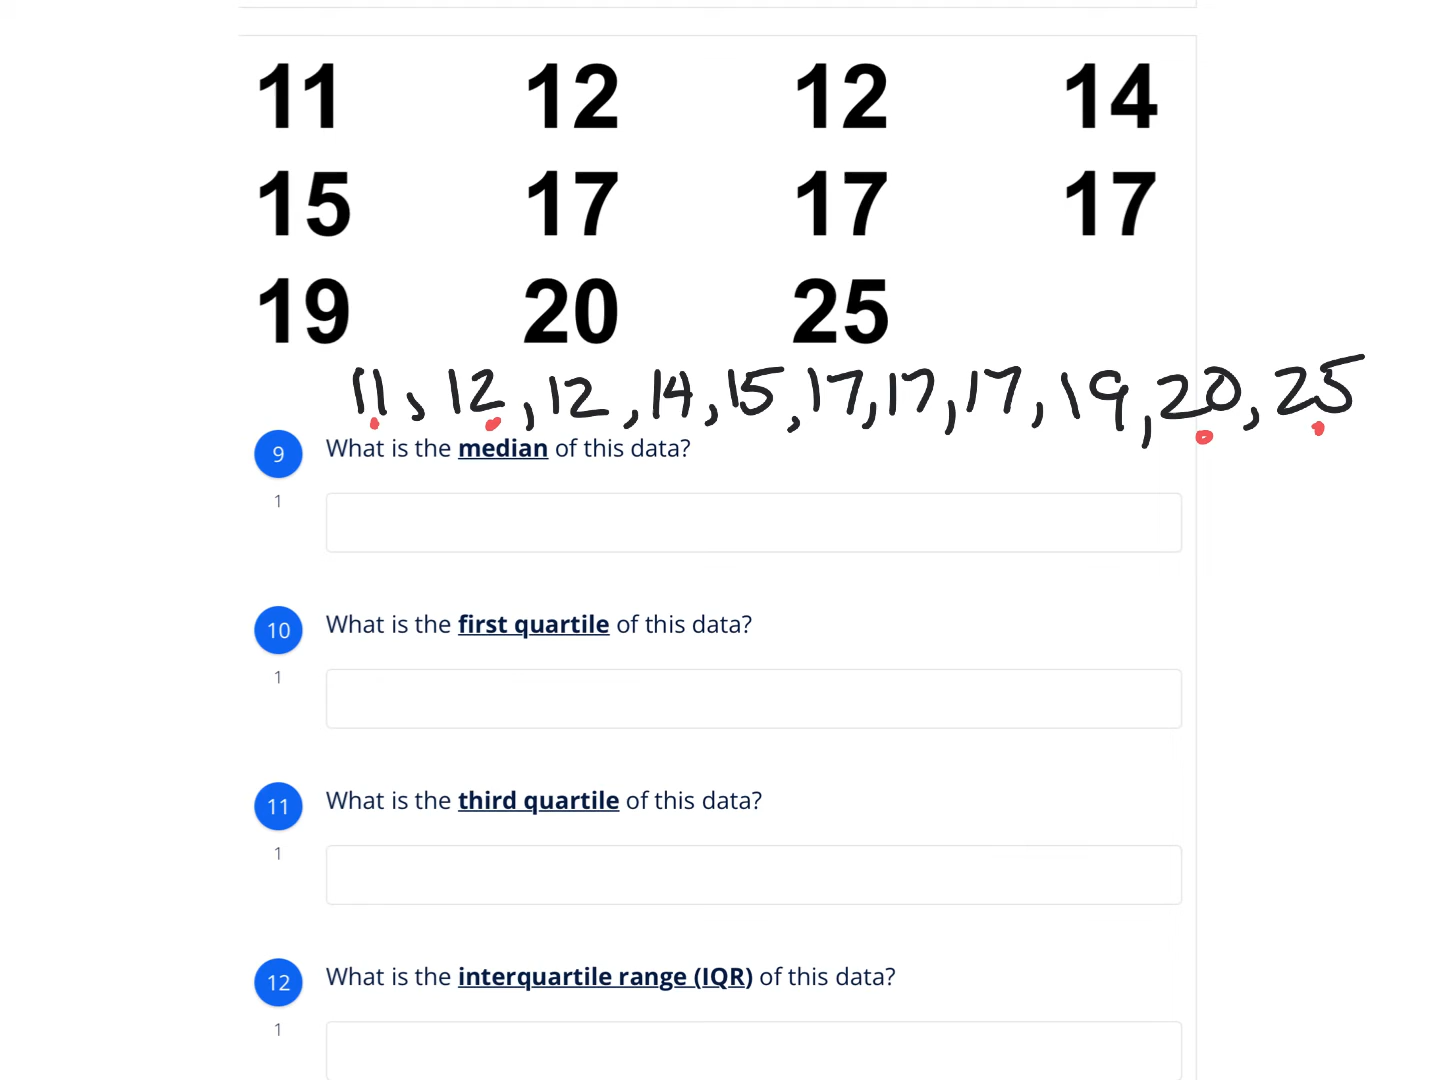 11 12 12 14
15 17 17 17
19 20 25
11, 12, 12, 14, 15, 17, 17, 17, 19, 20, 25
9 What is the median of this data?
1
10 What is the first quartile of this data?
1
11 What is the third quartile of this data?
1
12 What is the interquartile range (IQR) of this data?
1